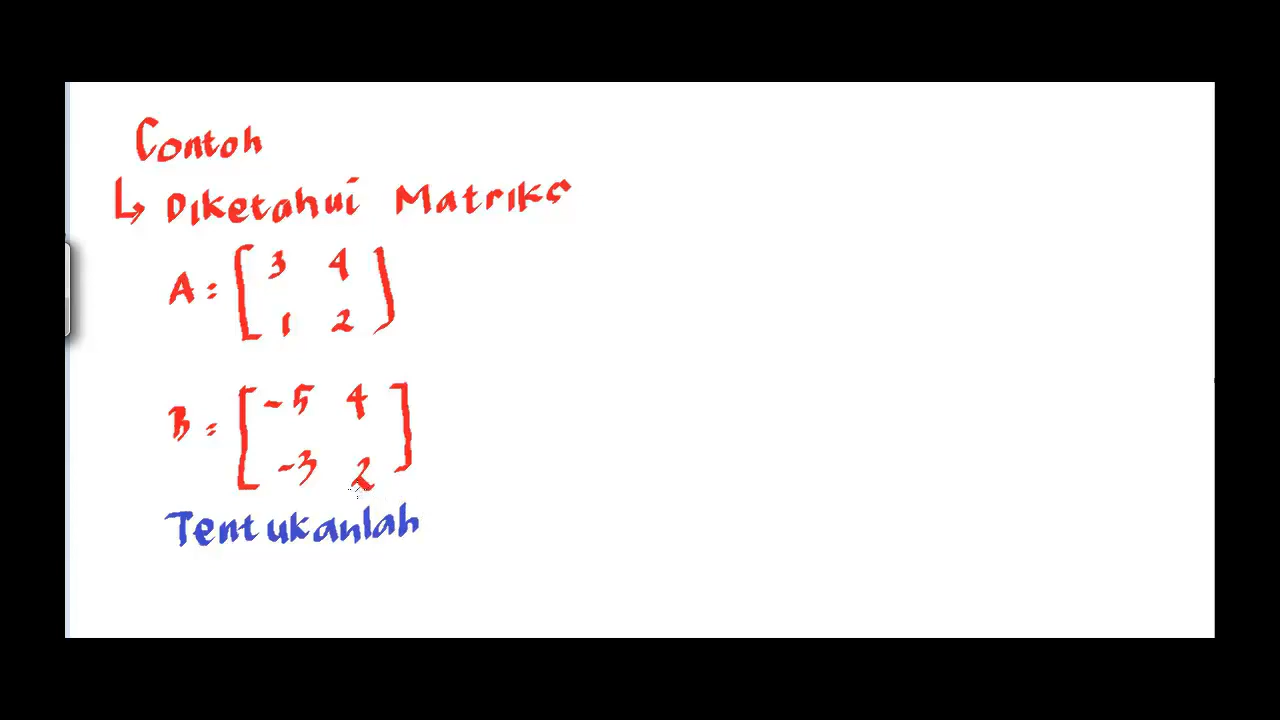 Contoh
↳ Diketahui Matriks
A = [ 3 4
1 2 ]
B = [ -5 4
-3 2 ]
Tentukanlah